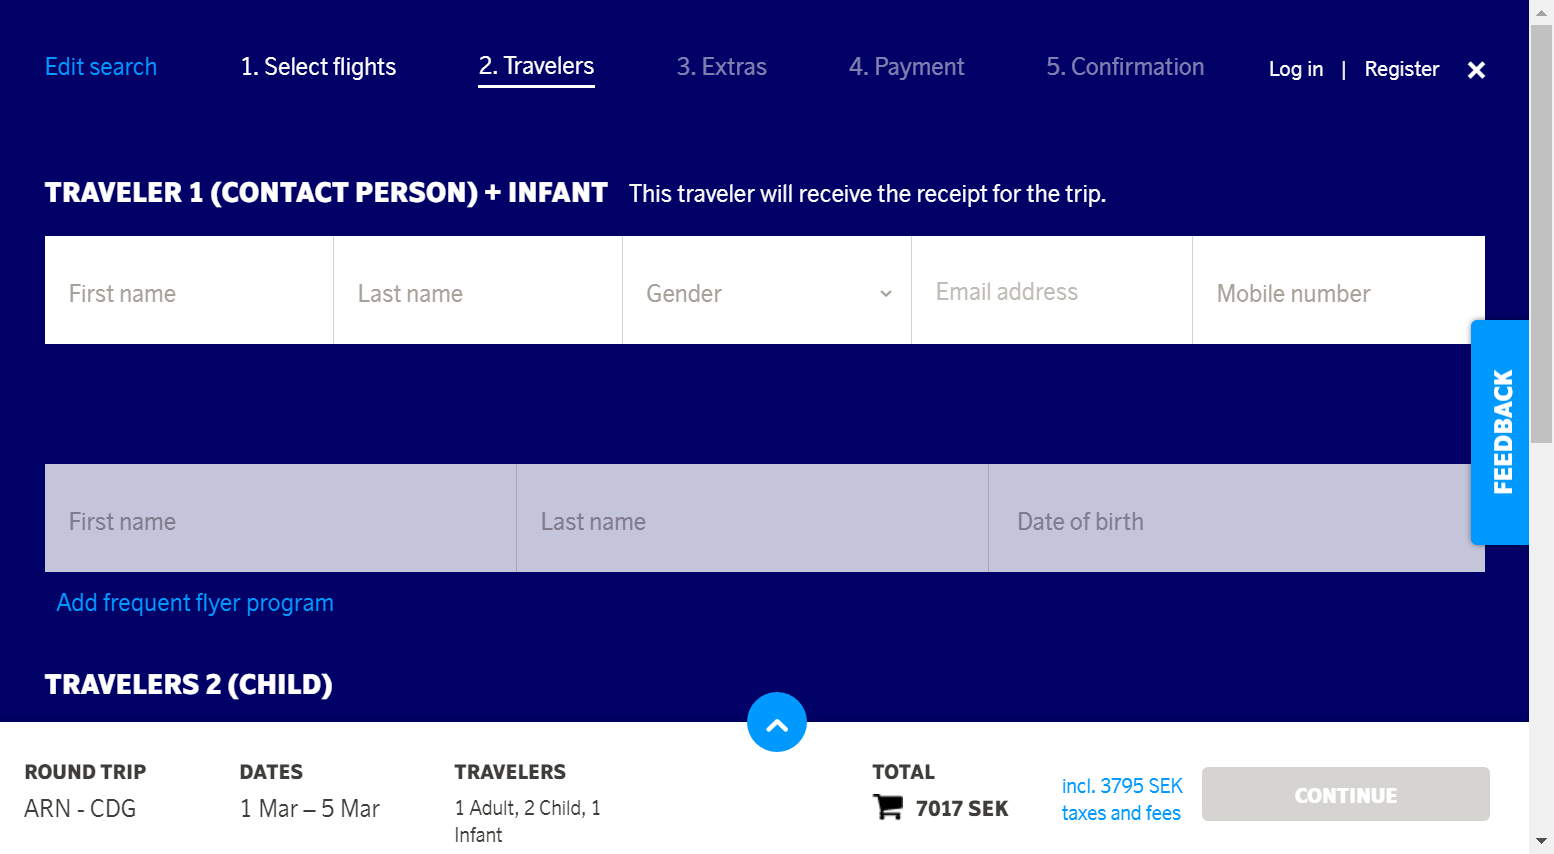 Edit search
1. Select flights
2. Travelers
3. Extras
4. Payment
5. Confirmation
Log in | Register
TRAVELER 1 (CONTACT PERSON) + INFANT This traveler will receive the receipt for the trip.
First name
Last name
Gender
Email address
Mobile number
FEEDBACK
First name
Last name
Date of birth
Add frequent flyer program
TRAVELERS 2 (CHILD)
ROUND TRIP
ARN - CDG
DATES
1 Mar – 5 Mar
TRAVELERS
1 Adult, 2 Child, 1
Infant
TOTAL
7017 SEK
incl. 3795 SEK
taxes and fees
CONTINUE